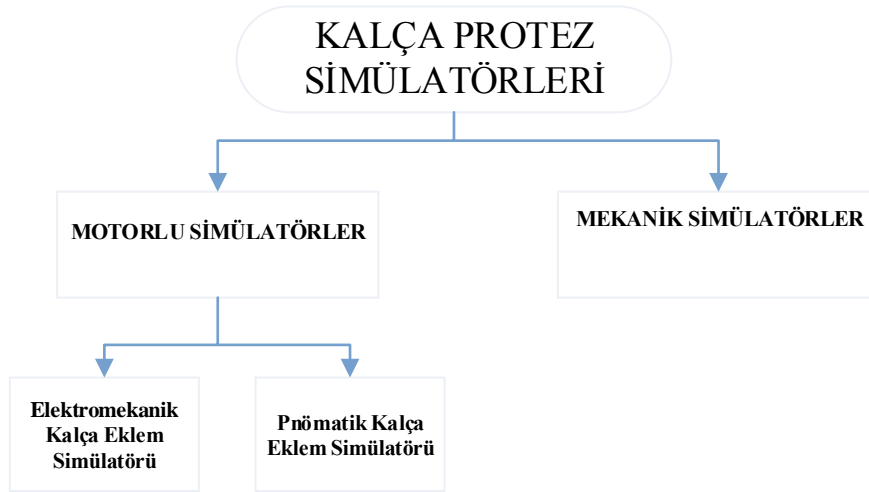 KALÇA PROTEZ
SİMÜLATÖRLERİ
MOTORLU SİMÜLATÖRLER
MEKANİK SİMÜLATÖRLER
Elektromekanik
Kalça Eklem
Simülatörü
Pnömatik Kalça
Eklem Simülatörü